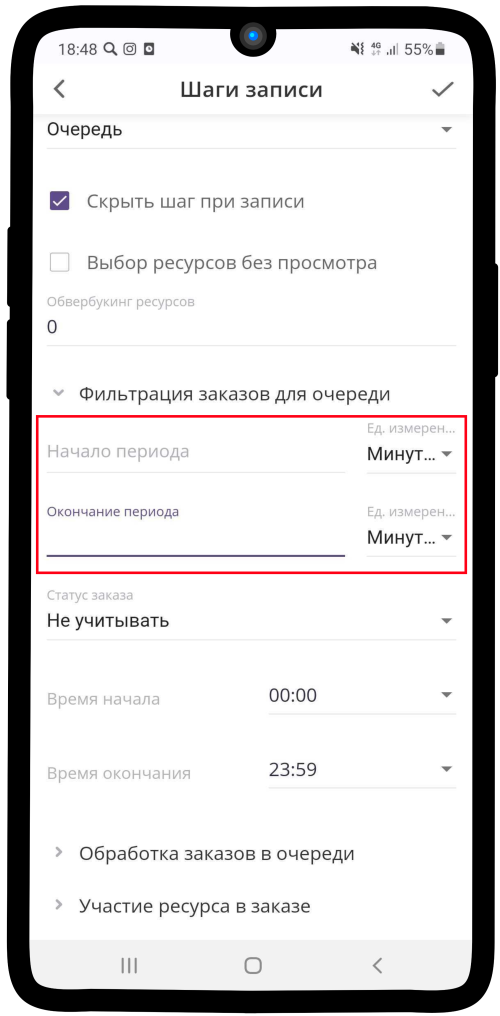 18:48 4G 55%
Шаги записи
Очередь
Скрыть шаг при записи
Выбор ресурсов без просмотра
Обвербукинг ресурсов
0
Фильтрация заказов для очереди
Ед. измерен...
Начало периода Минут...
Окончание периода Ед. измерен...
Минут...
Статус заказа
Не учитывать
Время начала 00:00
Время окончания 23:59
Обработка заказов в очереди
Участие ресурса в заказе